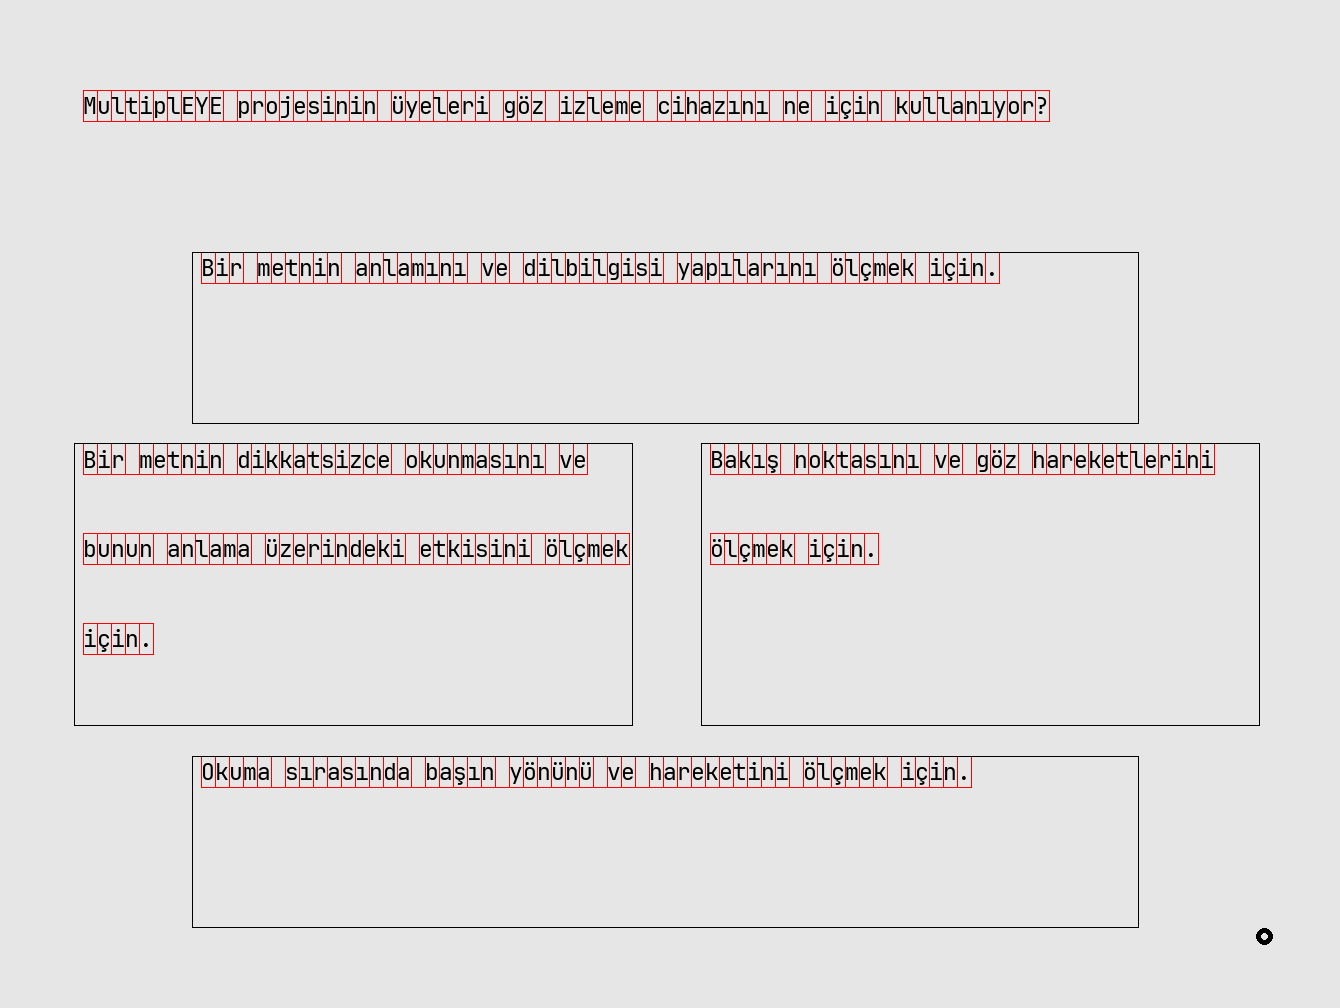 MultiplEYE projesinin üyeleri göz izleme cihazını ne için kullanıyor?
Bir metnin anlamını ve dilbilgisi yapılarını ölçmek için.
Bir metnin dikkatsizce okunmasını ve
bunun anlama üzerindeki etkisini ölçmek
için.
Bakış noktasını ve göz hareketlerini
ölçmek için.
Okuma sırasında başın yönünü ve hareketini ölçmek için.